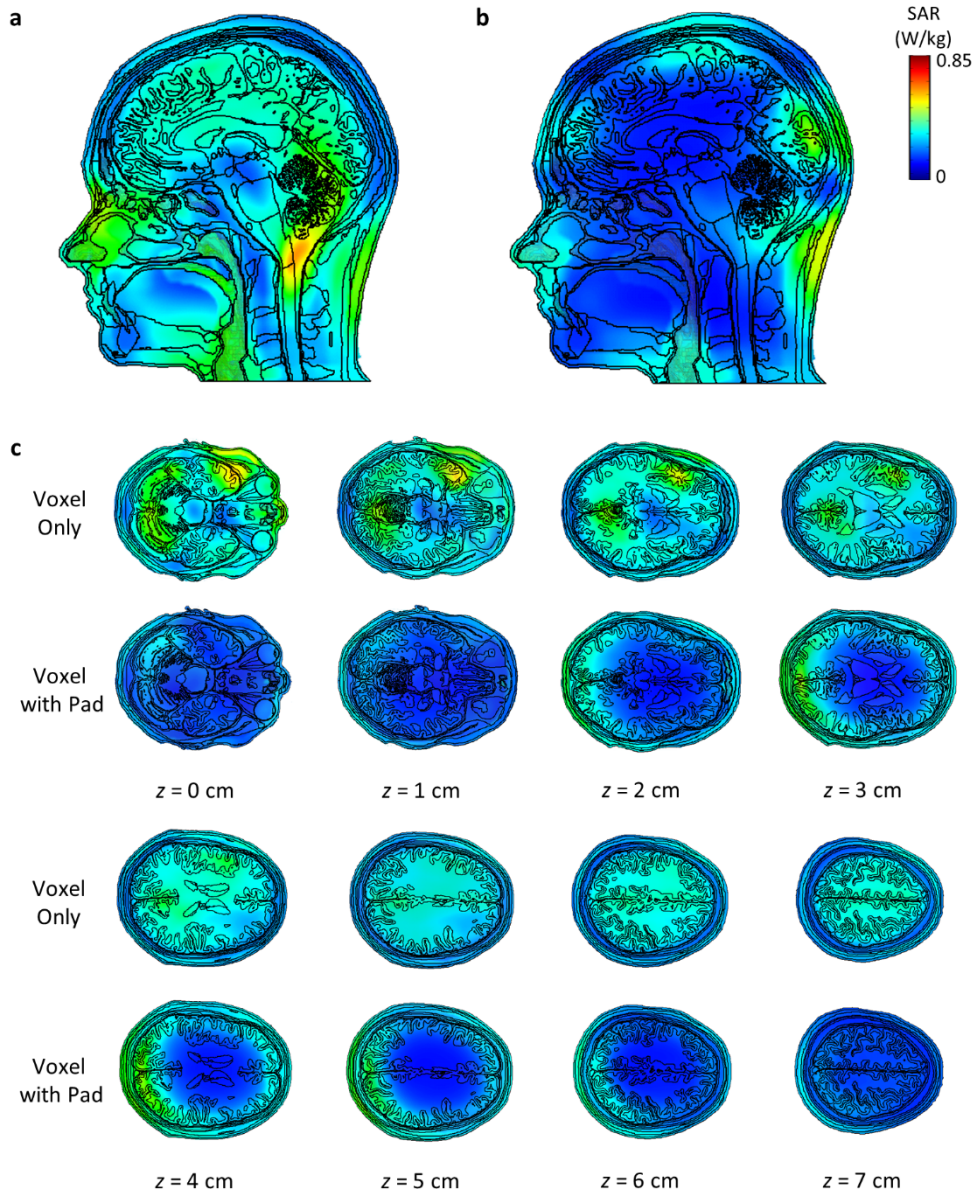 a
b
SAR
(W/kg)
0.85
0
c
Voxel
Only
Voxel
with Pad
z = 0 cm
z = 1 cm
z = 2 cm
z = 3 cm
Voxel
Only
Voxel
with Pad
z = 4 cm
z = 5 cm
z = 6 cm
z = 7 cm